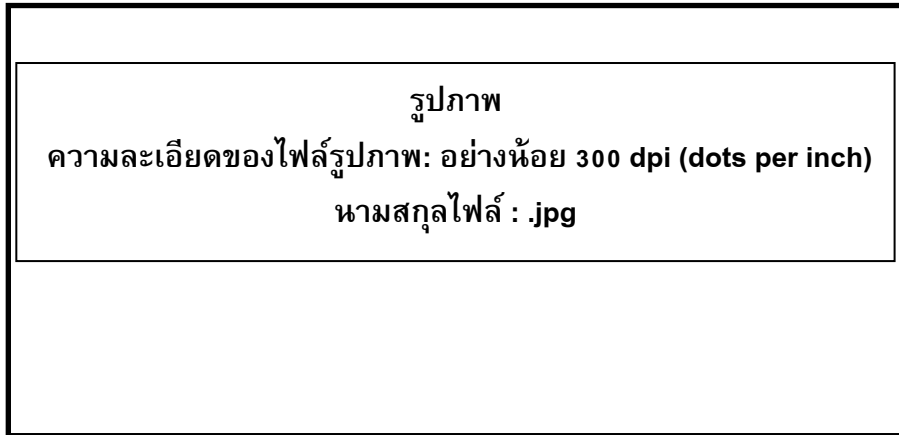 รูปภาพ
ความละเอียดของไฟล์รูปภาพ: อย่างน้อย 300 dpi (dots per inch)
นามสกุลไฟล์ : .jpg